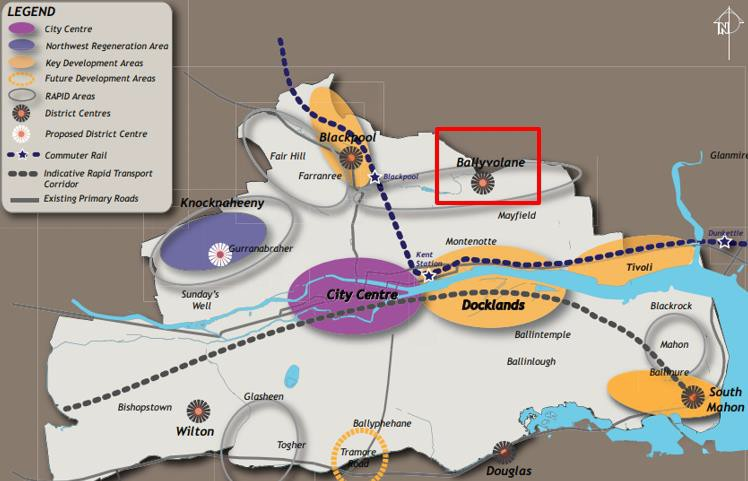 LEGEND
City Centre
Northwest Regeneration Area
Key Development Areas
Future Development Areas
RAPID Areas
District Centres
Proposed District Centre
Commuter Rail
Indicative Rapid Transport
Corridor
Existing Primary Roads
N
Blackpool
Fair Hill
Farranree
Blackpool
Ballyvolane
Glanmire
Knocknaheeny
Mayfield
Gurranabraher
Montenotte
Dunkettle
Kent
Station
Tivoli
Sunday's
Well
City Centre
Docklands
Blackrock
Ballintemple
Mahon
Ballinlough
Ballinure
Glasheen
South
Mahon
Bishopstown
Ballyphehane
Wilton
Togher
Tramore
Road
Douglas